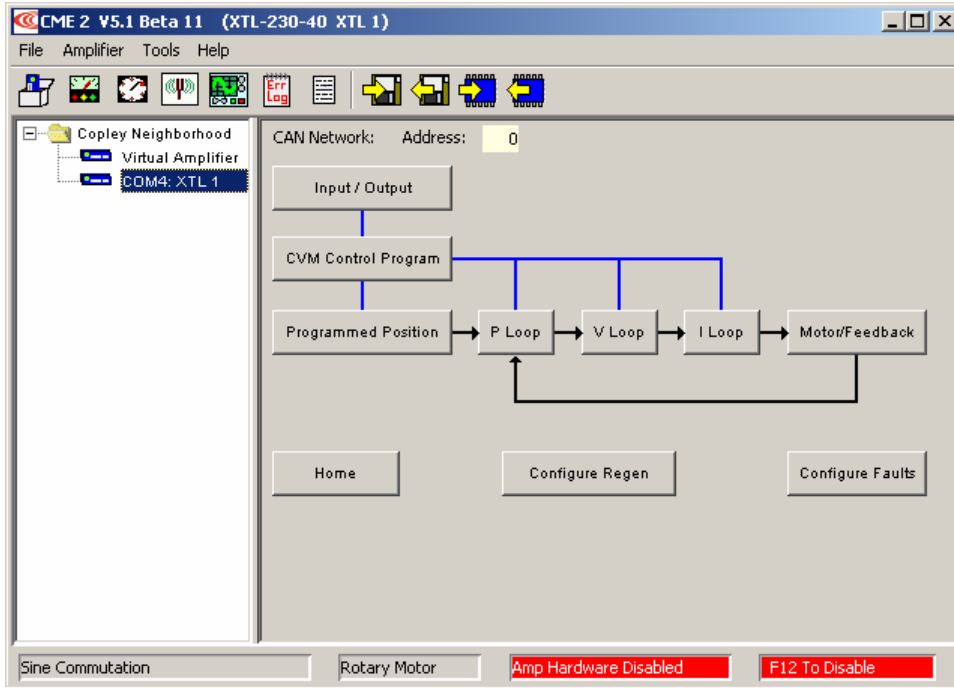 CME 2 V5.1 Beta 11 (XTL-230-40 XTL 1)
File Amplifier Tools Help
Err Log
Copley Neighborhood
Virtual Amplifier
COM4: XTL 1
CAN Network: Address: 0
Input / Output
CVM Control Program
Programmed Position P Loop V Loop I Loop Motor/Feedback
Home Configure Regen Configure Faults
Sine Commutation Rotary Motor Amp Hardware Disabled F12 To Disable